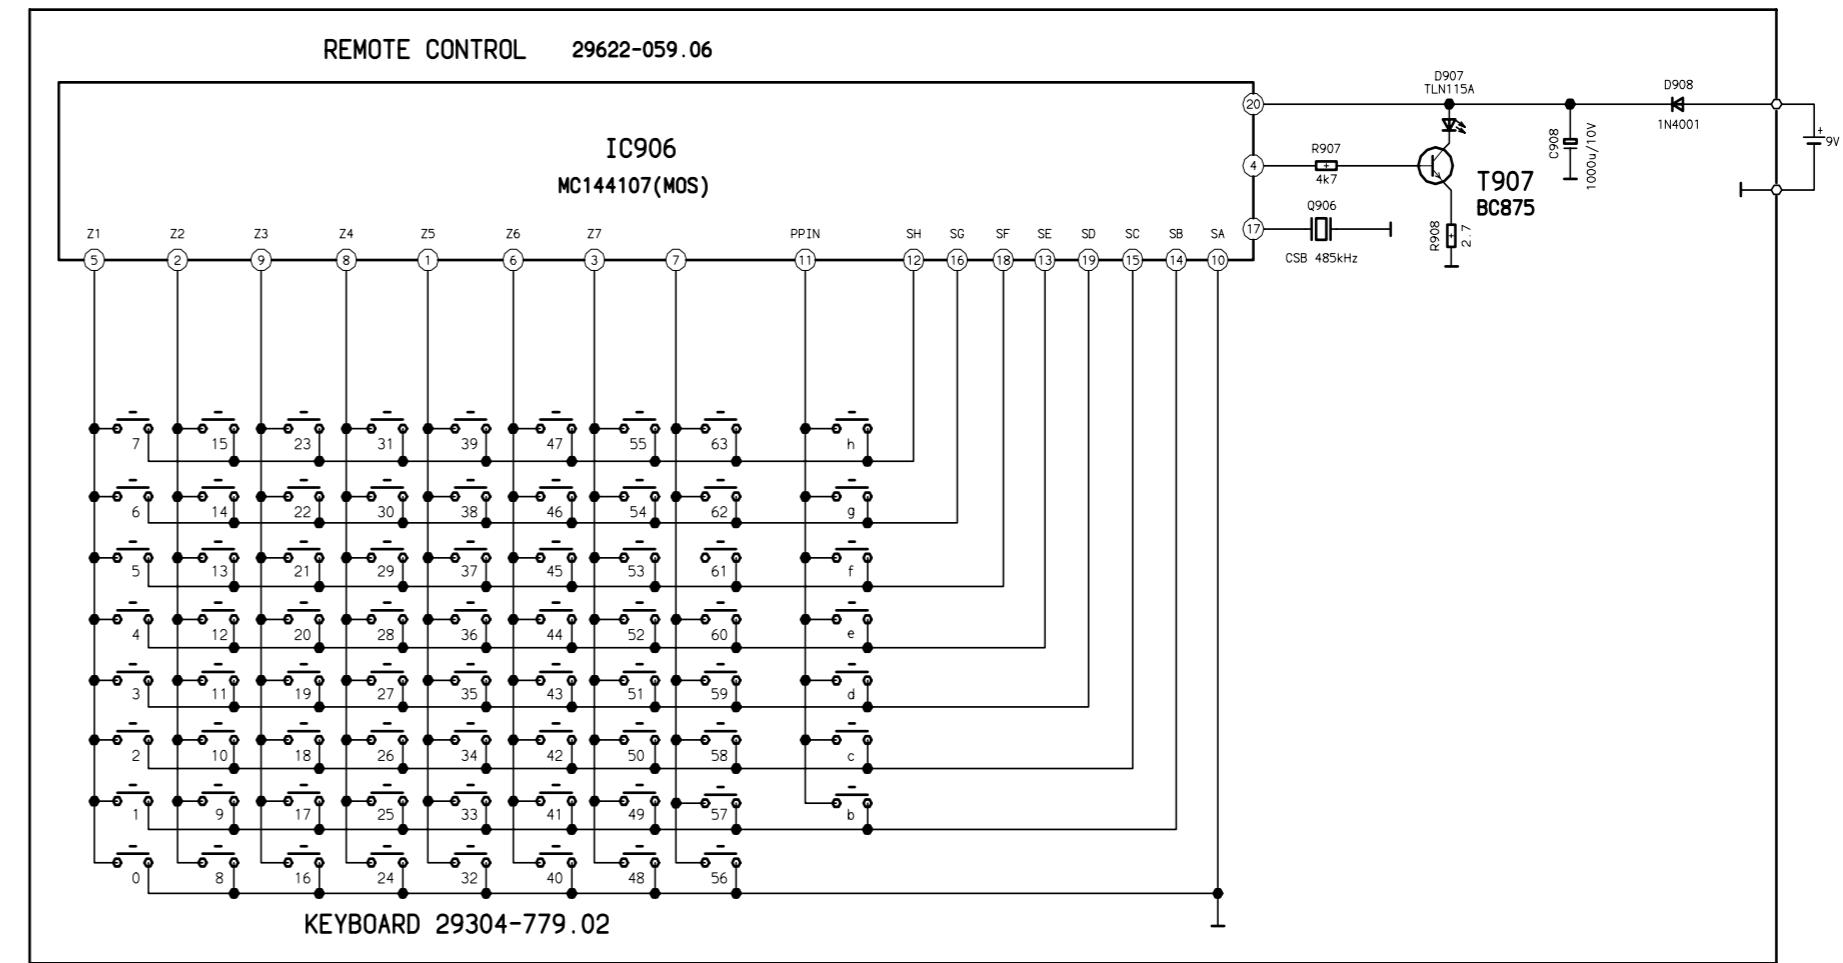 REMOTE CONTROL 29622-059.06
IC906
MC144107(MOS)
D907
TLN115A
D908
1N4001
20
4
17
R907
4k7
Q906
CSB 485kHz
T907
BC875
R908
2.7
C908
1000u/10V
+
9V
Z1 Z2 Z3 Z4 Z5 Z6 Z7 PPIN SH SG SF SE SD SC SB SA
5 2 9 8 1 6 3 7 11 12 16 18 13 19 15 14 10
7 15 23 31 39 47 55 63 h
6 14 22 30 38 46 54 62 g
5 13 21 29 37 45 53 61 f
4 12 20 28 36 44 52 60 e
3 11 19 27 35 43 51 59 d
2 10 18 26 34 42 50 58 c
1 9 17 25 33 41 49 57 b
0 8 16 24 32 40 48 56
KEYBOARD 29304-779.02